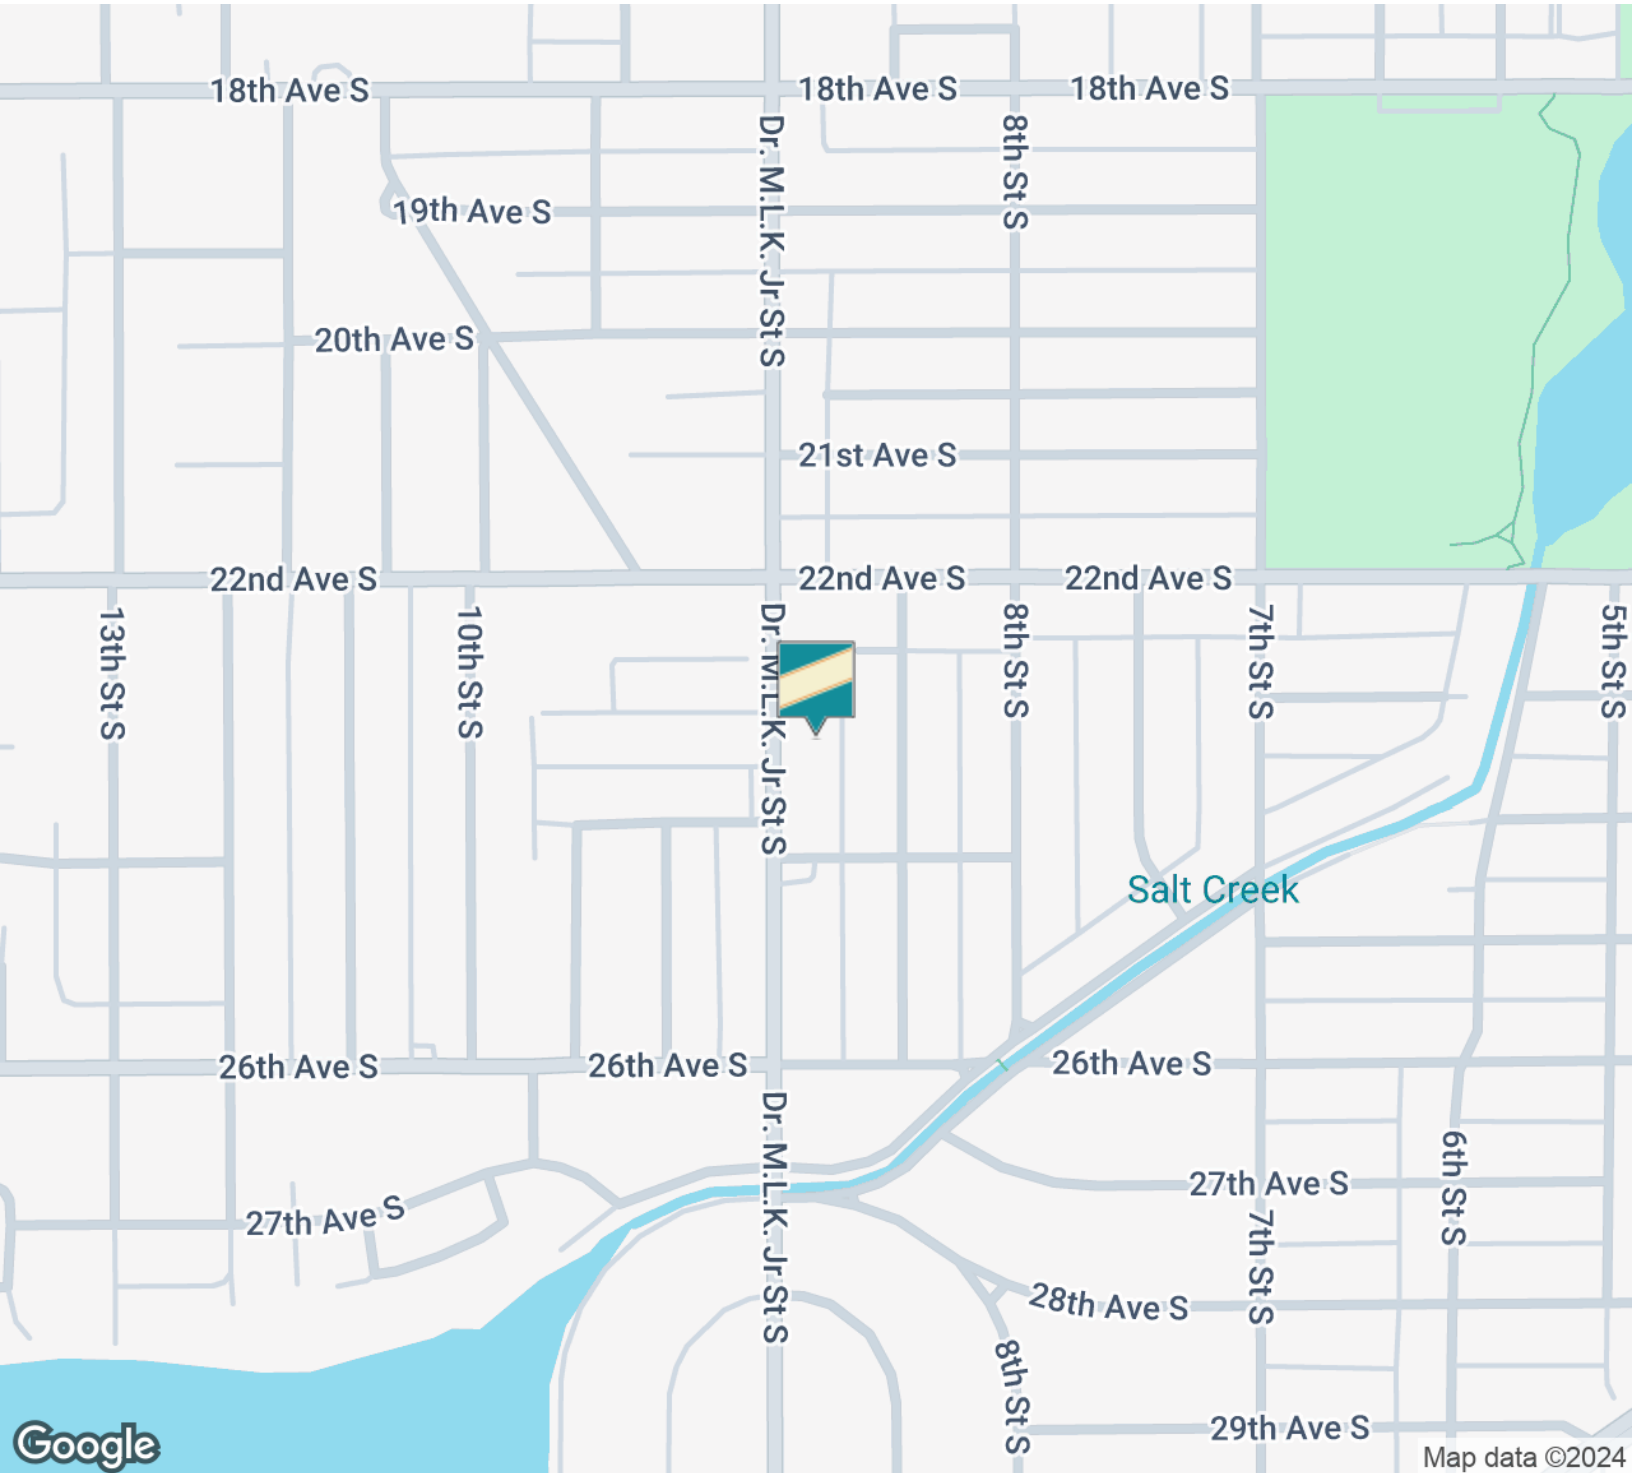 18th Ave S
18th Ave S
18th Ave S
Dr. M.L.K. Jr St S
8th St S
19th Ave S
20th Ave S
21st Ave S
22nd Ave S
22nd Ave S
22nd Ave S
13th St S
10th St S
Dr. M.L.K. Jr St S
8th St S
7th St S
5th St S
Salt Creek
26th Ave S
26th Ave S
26th Ave S
Dr. M.L.K. Jr St S
27th Ave S
27th Ave S
6th St S
7th St S
28th Ave S
8th St S
29th Ave S
Google
Map data ©2024